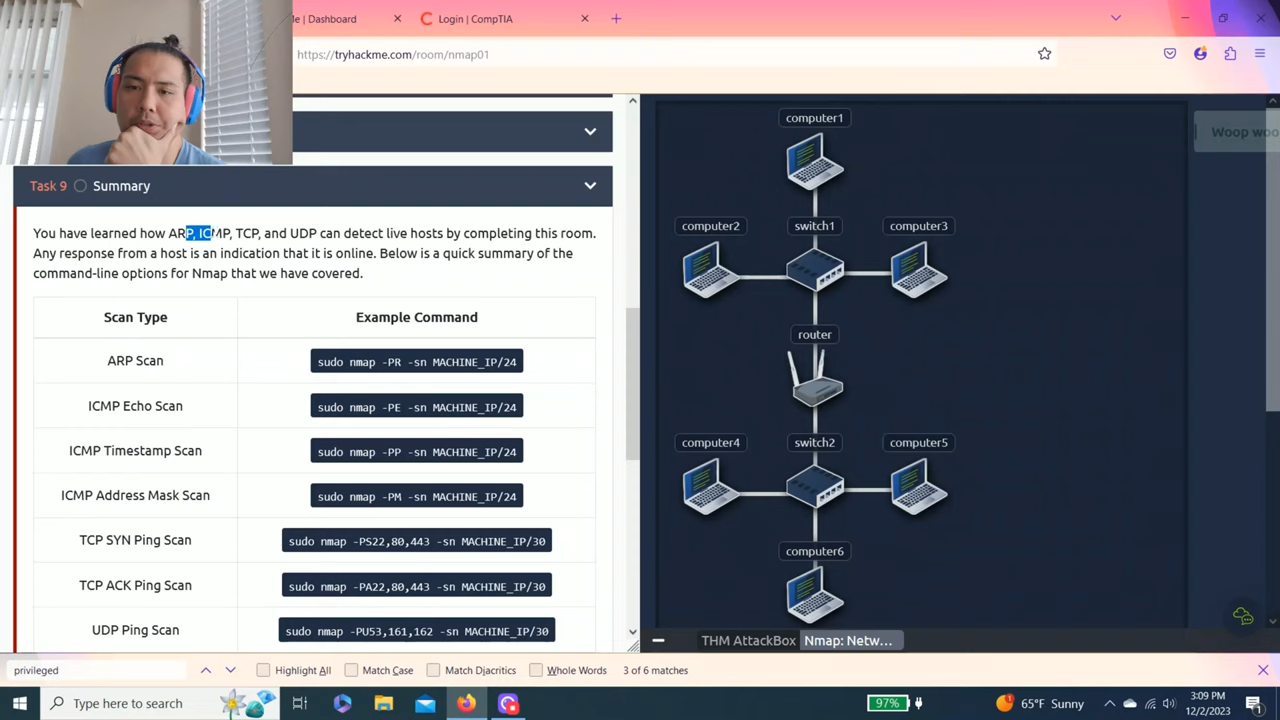 Me | Dashboard
Login | CompTIA
https://tryhackme.com/room/nmap01
Woop woo
Task 9
Summary
You have learned how ARP, ICMP, TCP, and UDP can detect live hosts by completing this room.
Any response from a host is an indication that it is online. Below is a quick summary of the
command-line options for Nmap that we have covered.
Scan Type
Example Command
ARP Scan
sudo nmap -PR -sn MACHINE_IP/24
ICMP Echo Scan
sudo nmap -PE -sn MACHINE_IP/24
ICMP Timestamp Scan
sudo nmap -PP -sn MACHINE_IP/24
ICMP Address Mask Scan
sudo nmap -PM -sn MACHINE_IP/24
TCP SYN Ping Scan
sudo nmap -PS22,80,443 -sn MACHINE_IP/30
TCP ACK Ping Scan
sudo nmap -PA22,80,443 -sn MACHINE_IP/30
UDP Ping Scan
sudo nmap -PU53,161,162 -sn MACHINE_IP/30
computer1
computer2
switch1
computer3
router
computer4
switch2
computer5
computer6
THM AttackBox
Nmap: Netw...
privileged
Highlight All
Match Case
Match Diacritics
Whole Words
3 of 6 matches
Type here to search
97%
1
65°F Sunny
3:09 PM
12/2/2023
1